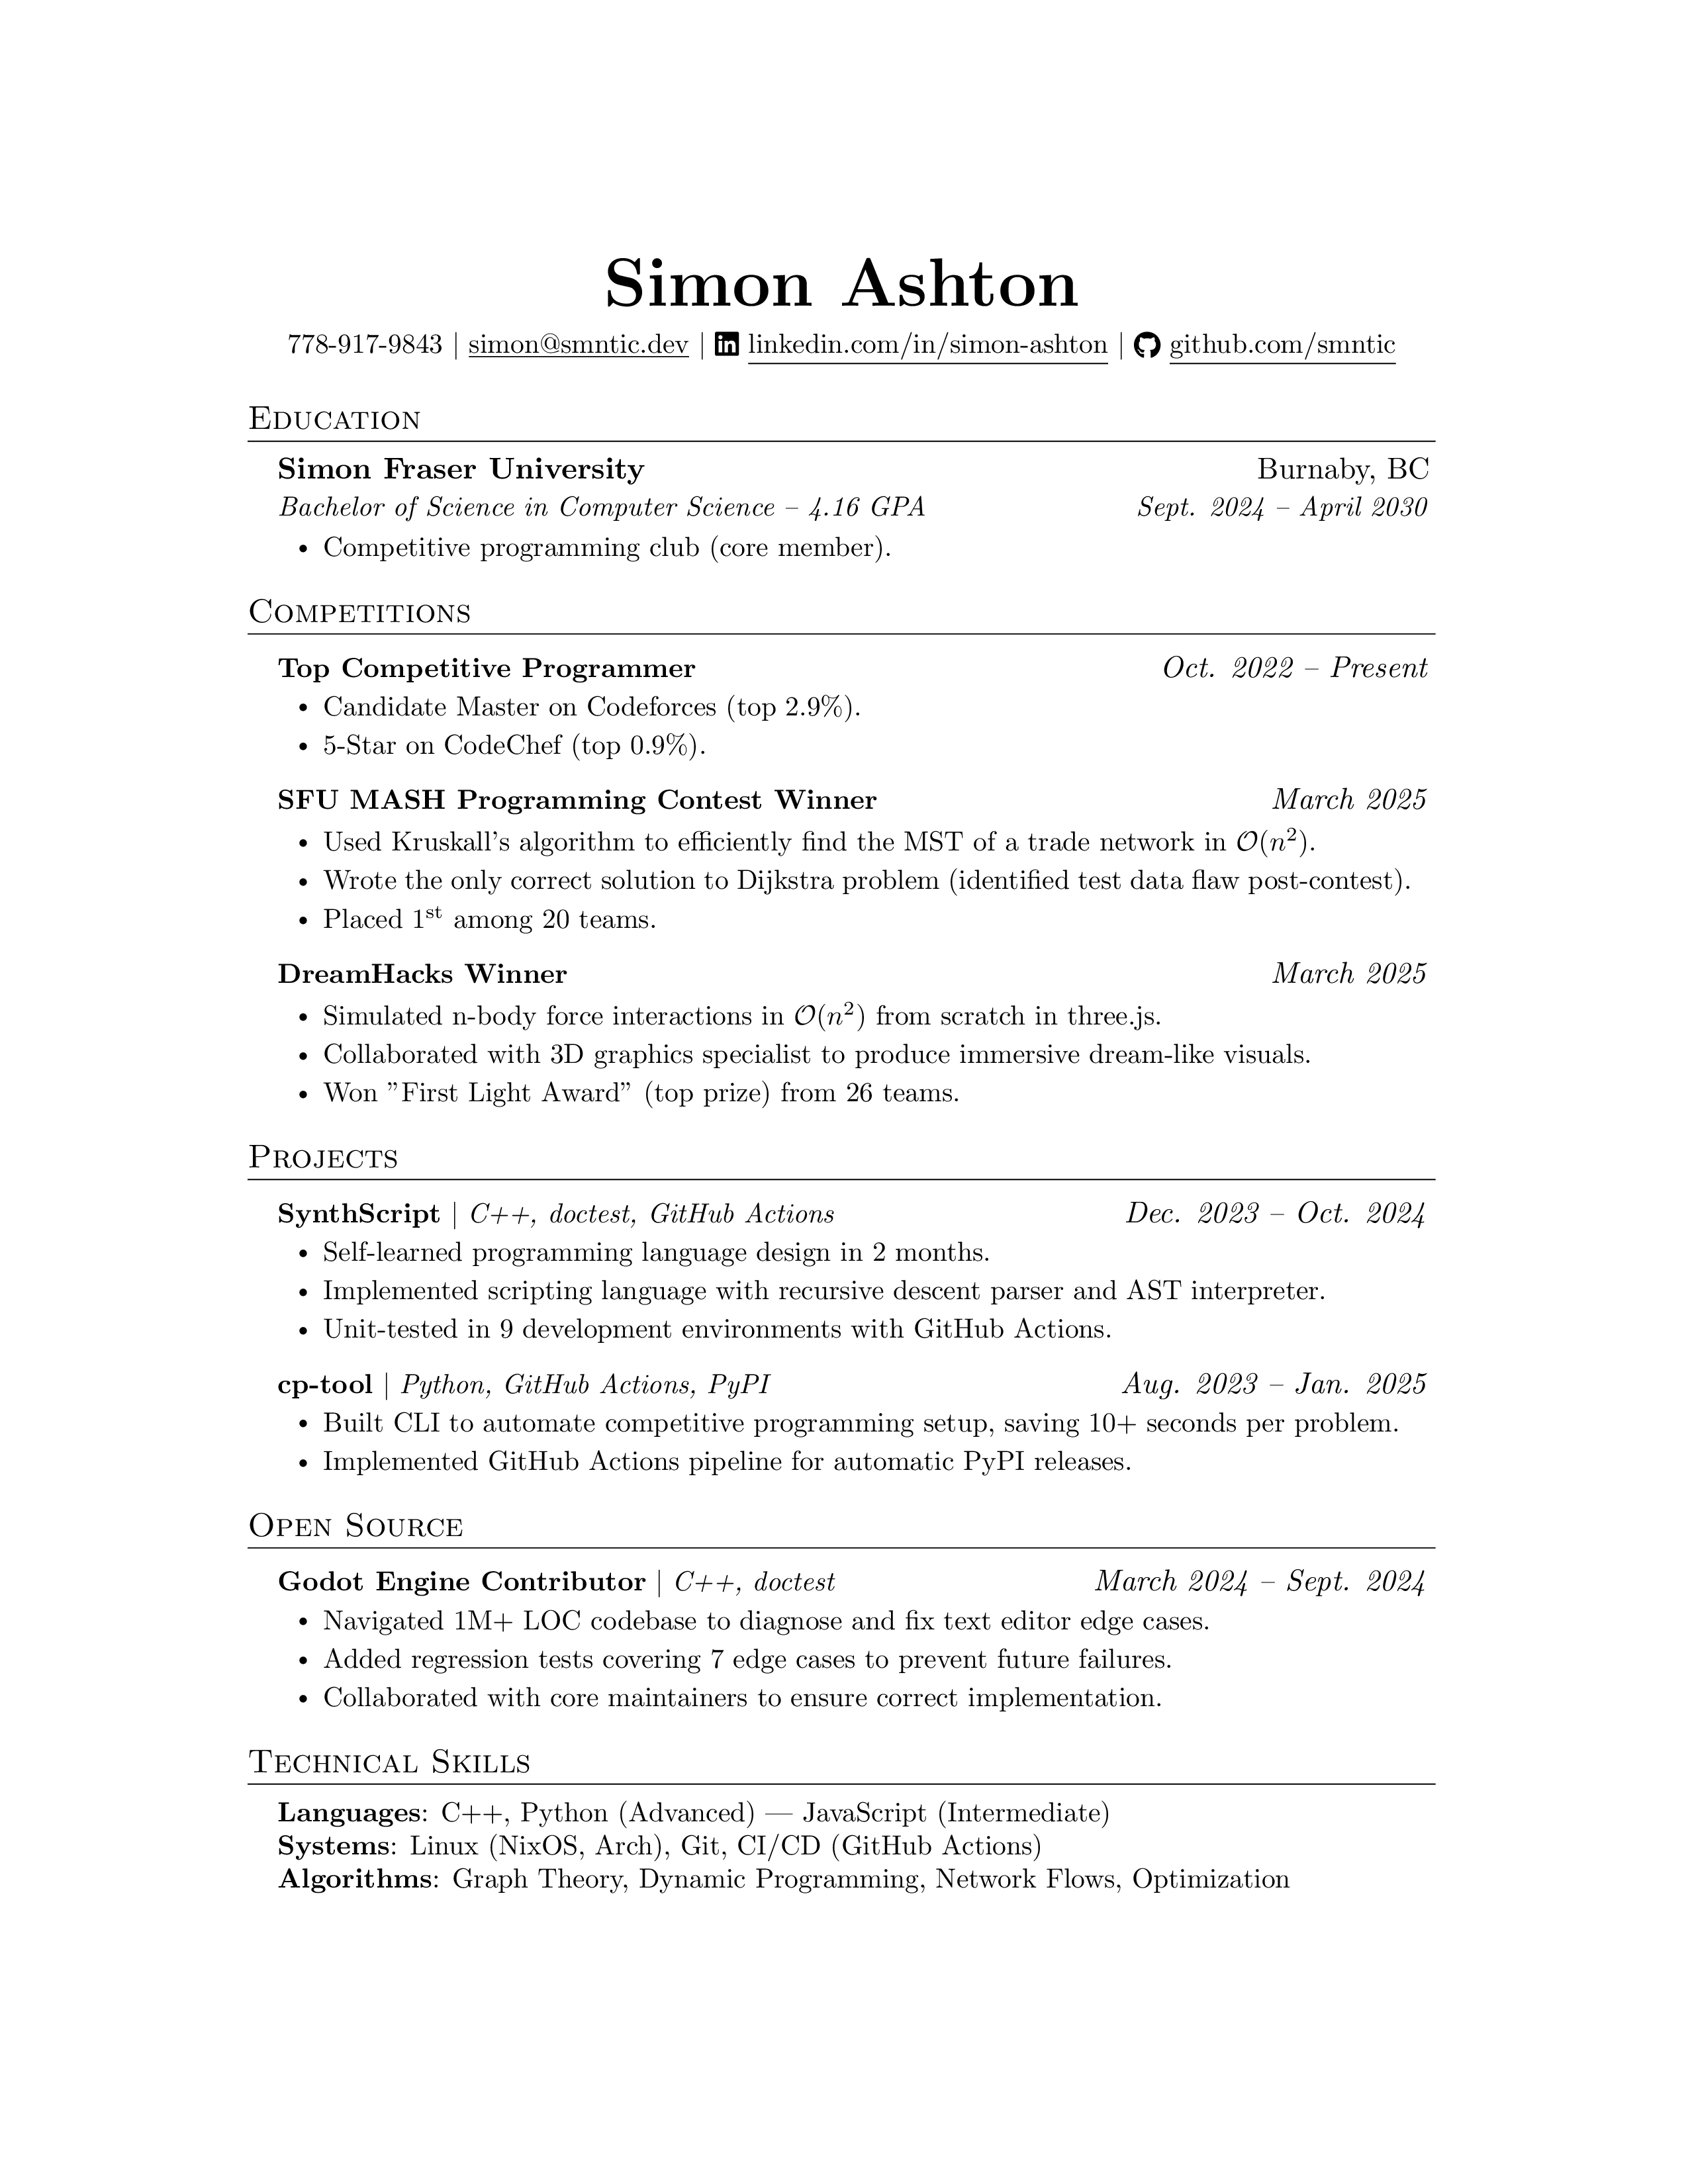 Simon Ashton
778-917-9843 | simon@smntic.dev | linkedin.com/in/simon-ashton | github.com/smntic
Education
Simon Fraser University Burnaby, BC
Bachelor of Science in Computer Science – 4.16 GPA Sept. 2024 – April 2030
• Competitive programming club (core member).
Competitions
Top Competitive Programmer Oct. 2022 – Present
• Candidate Master on Codeforces (top 2.9%).
• 5-Star on CodeChef (top 0.9%).
SFU MASH Programming Contest Winner March 2025
• Used Kruskall’s algorithm to efficiently find the MST of a trade network in O(n²).
• Wrote the only correct solution to Dijkstra problem (identified test data flaw post-contest).
• Placed 1st among 20 teams.
DreamHacks Winner March 2025
• Simulated n-body force interactions in O(n²) from scratch in three.js.
• Collaborated with 3D graphics specialist to produce immersive dream-like visuals.
• Won ”First Light Award” (top prize) from 26 teams.
Projects
SynthScript | C++, doctest, GitHub Actions Dec. 2023 – Oct. 2024
• Self-learned programming language design in 2 months.
• Implemented scripting language with recursive descent parser and AST interpreter.
• Unit-tested in 9 development environments with GitHub Actions.
cp-tool | Python, GitHub Actions, PyPI Aug. 2023 – Jan. 2025
• Built CLI to automate competitive programming setup, saving 10+ seconds per problem.
• Implemented GitHub Actions pipeline for automatic PyPI releases.
Open Source
Godot Engine Contributor | C++, doctest March 2024 – Sept. 2024
• Navigated 1M+ LOC codebase to diagnose and fix text editor edge cases.
• Added regression tests covering 7 edge cases to prevent future failures.
• Collaborated with core maintainers to ensure correct implementation.
Technical Skills
Languages: C++, Python (Advanced) — JavaScript (Intermediate)
Systems: Linux (NixOS, Arch), Git, CI/CD (GitHub Actions)
Algorithms: Graph Theory, Dynamic Programming, Network Flows, Optimization